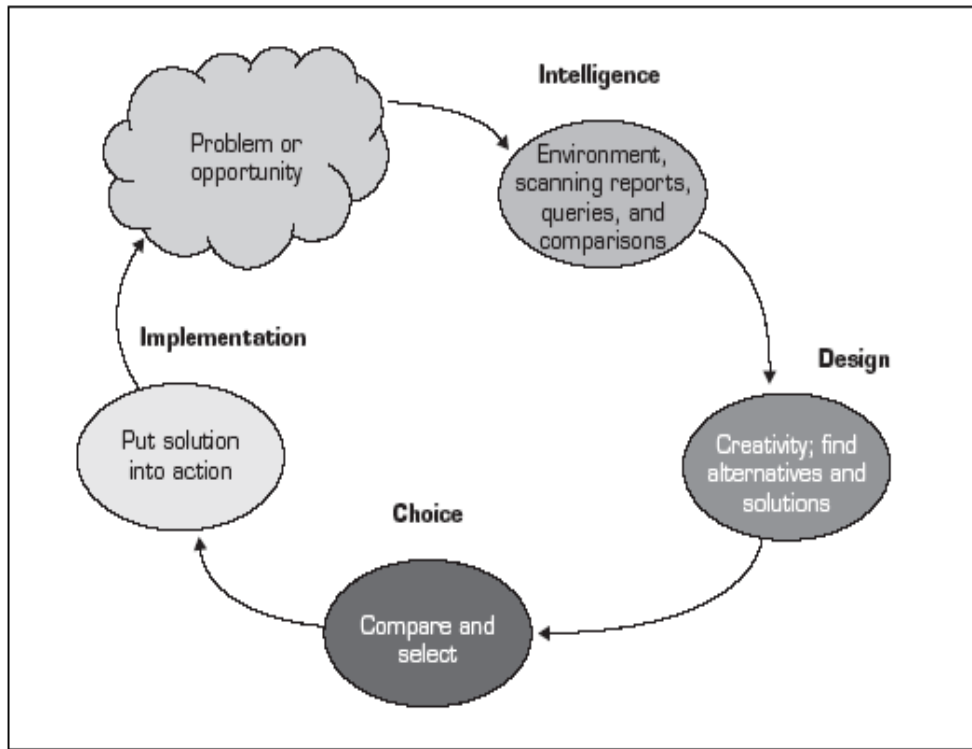 Problem or
opportunity
Intelligence
Environment,
scanning reports,
queries, and
comparisons
Design
Creativity; find
alternatives and
solutions
Choice
Compare and
select
Implementation
Put solution
into action